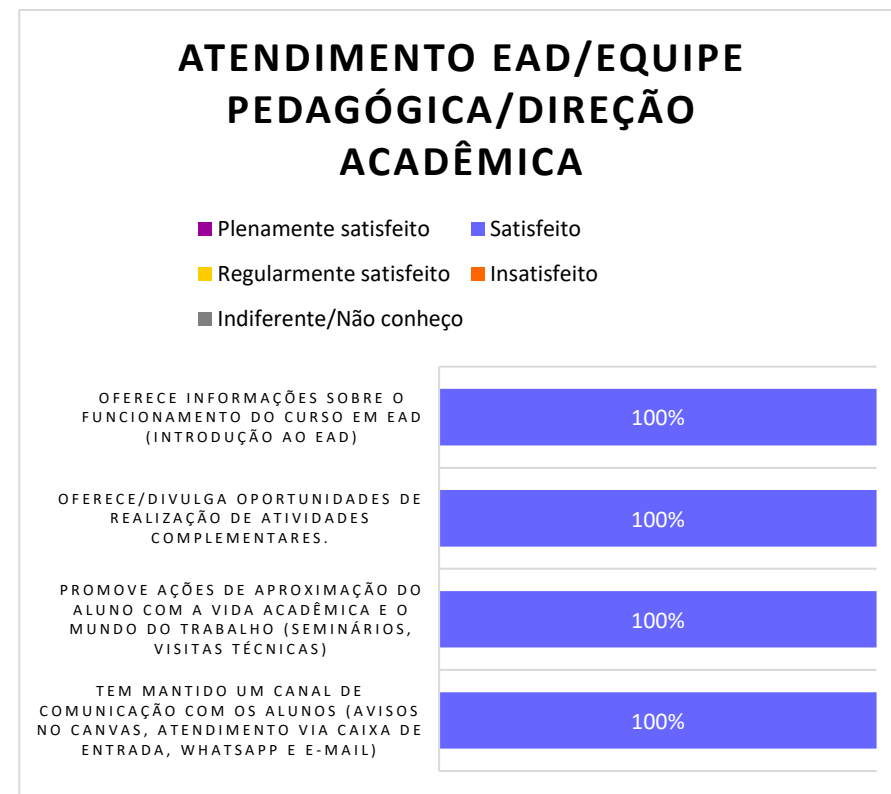 ATENDIMENTO EAD/EQUIPE
PEDAGÓGICA/DIREÇÃO
ACADÊMICA
Plenamente satisfeito
Satisfeito
Regularmente satisfeito
Insatisfeito
Indiferente/Não conheço
OFERECE INFORMAÇÕES SOBRE O
FUNCIONAMENTO DO CURSO EM EAD
(INTRODUÇÃO AO EAD)
100%
OFERECE/DIVULGA OPORTUNIDADES DE
REALIZAÇÃO DE ATIVIDADES
COMPLEMENTARES.
100%
PROMOVE AÇÕES DE APROXIMAÇÃO DO
ALUNO COM A VIDA ACADÊMICA E O
MUNDO DO TRABALHO (SEMINÁRIOS,
VISITAS TÉCNICAS)
100%
TEM MANTIDO UM CANAL DE
COMUNICAÇÃO COM OS ALUNOS (AVISOS
NO CANVAS, ATENDIMENTO VIA CAIXA DE
ENTRADA, WHATSAPP E E-MAIL)
100%